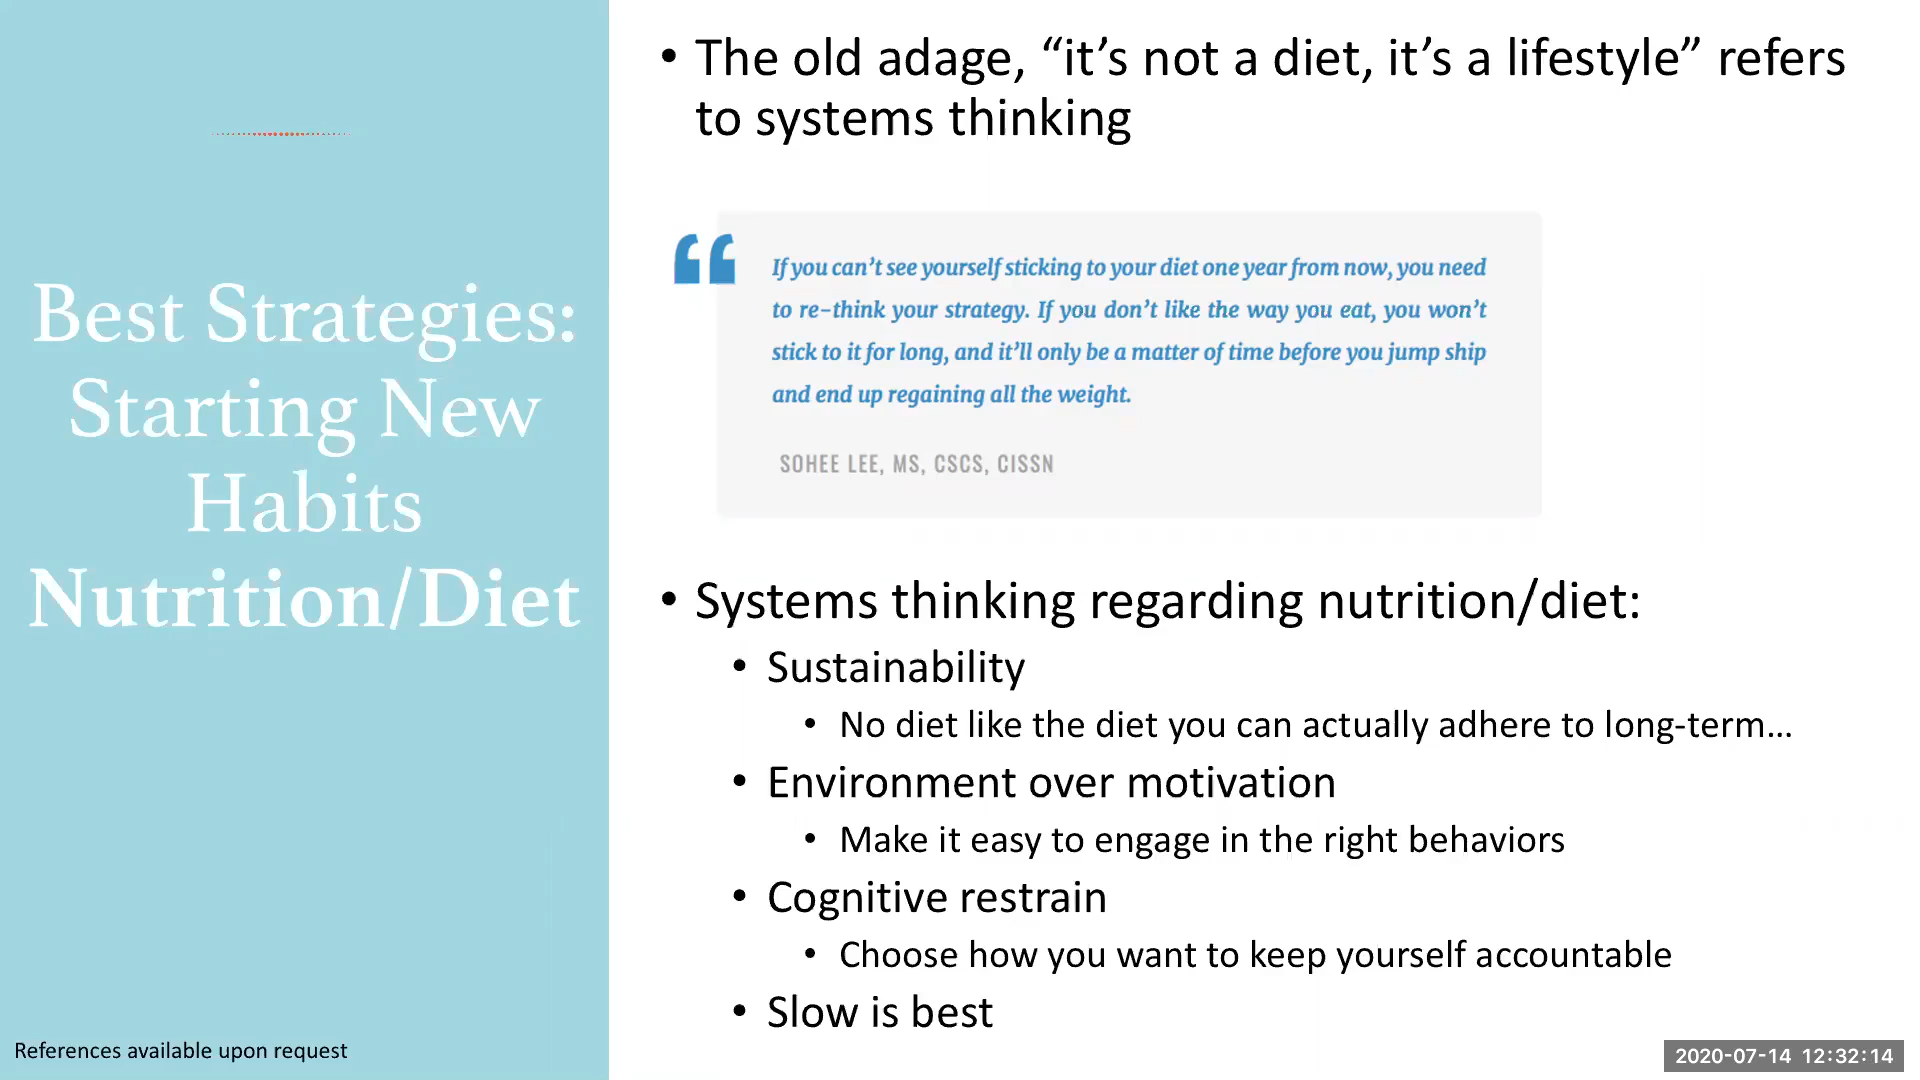 Best Strategies:
Starting New
Habits
Nutrition/Diet
References available upon request
• The old adage, “it’s not a diet, it’s a lifestyle” refers
to systems thinking
If you can’t see yourself sticking to your diet one year from now, you need
to re-think your strategy. If you don’t like the way you eat, you won’t
stick to it for long, and it’ll only be a matter of time before you jump ship
and end up regaining all the weight.
SOHEE LEE, MS, CSCS, CISSN
• Systems thinking regarding nutrition/diet:
• Sustainability
• No diet like the diet you can actually adhere to long-term…
• Environment over motivation
• Make it easy to engage in the right behaviors
• Cognitive restrain
• Choose how you want to keep yourself accountable
• Slow is best
2020-07-14 12:32:14